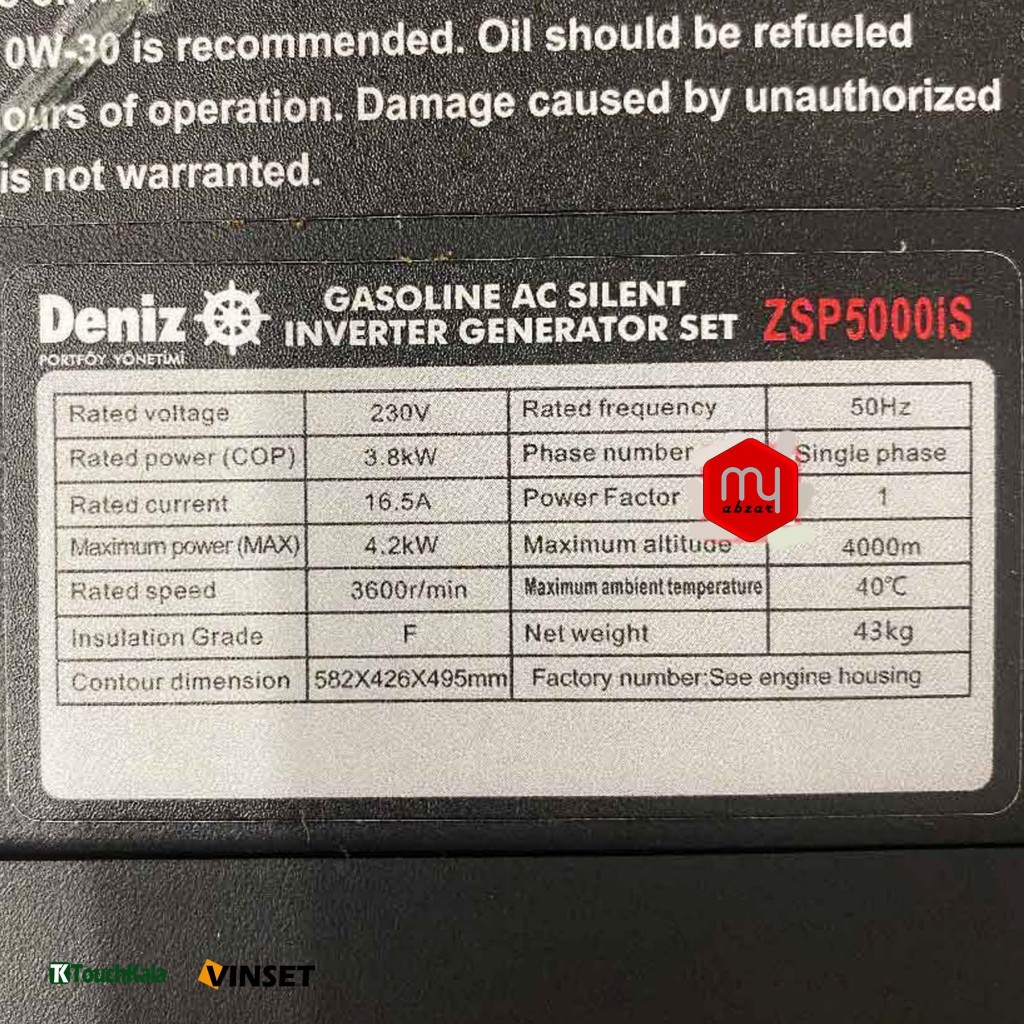 0W-30 is recommended. Oil should be refueled
ours of operation. Damage caused by unauthorized
is not warranted.
Deniz
PORTFÖY YÖNETİMİ
GASOLINE AC SILENT
INVERTER GENERATOR SET
ZSP5000iS
Rated voltage 230V Rated frequency 50Hz
Rated power (COP) 3.8kW Phase number Single phase
Rated current 16.5A Power Factor 1
Maximum power (MAX) 4.2kW Maximum altitude 4000m
Rated speed 3600r/min Maximum ambient temperature 40℃
Insulation Grade F Net weight 43kg
Contour dimension 582X426X495mm Factory number:See engine housing
my
abzar
TK TouchKala VINSET